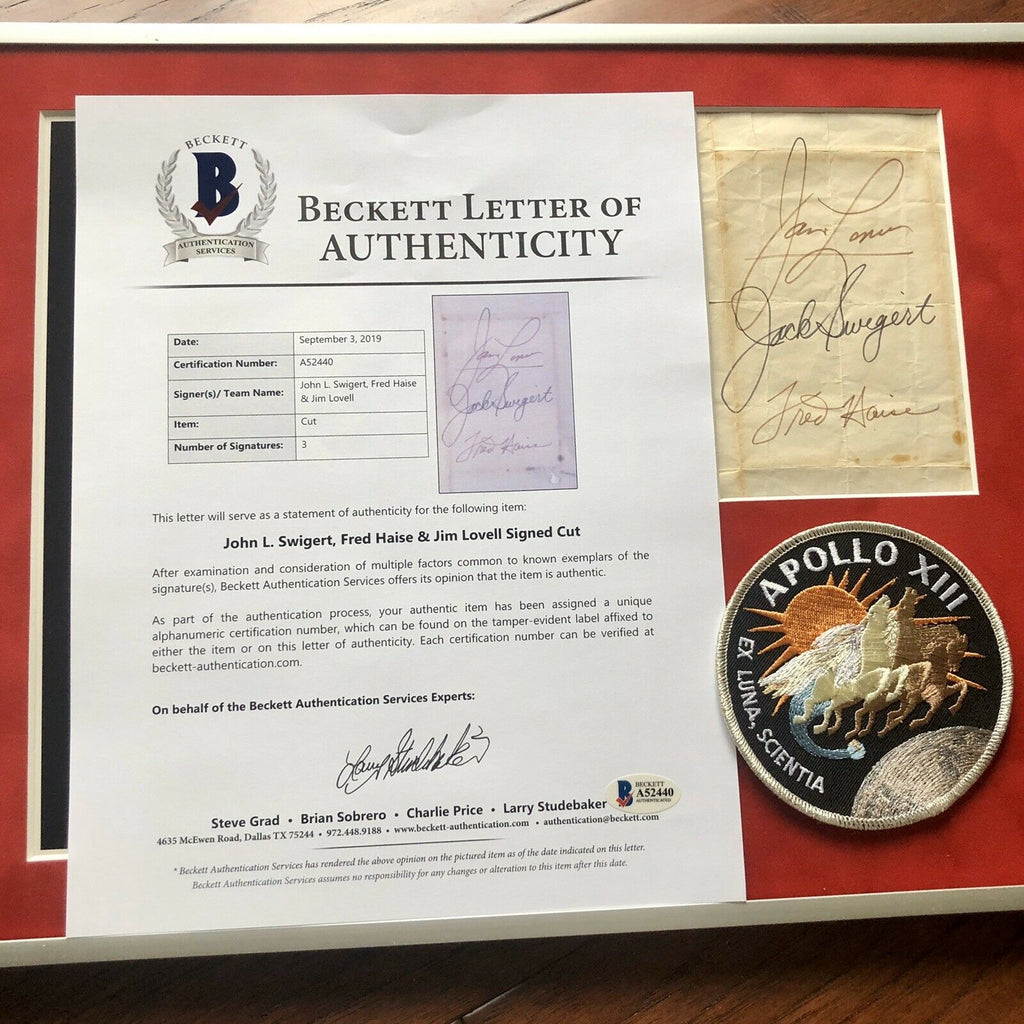 BECKETT
B
AUTHENTICATION
SERVICES
BECKETT LETTER OF
AUTHENTICITY
Date: September 3, 2019
Certification Number: A52440
Signer(s)/ Team Name: John L. Swigert, Fred Haise
& Jim Lovell
Item: Cut
Number of Signatures: 3
Jim Lovell
Jack Swigert
Fred Haise
This letter will serve as a statement of authenticity for the following item:
John L. Swigert, Fred Haise & Jim Lovell Signed Cut
After examination and consideration of multiple factors common to known exemplars of the
signature(s), Beckett Authentication Services offers its opinion that the item is authentic.
As part of the authentication process, your authentic item has been assigned a unique
alphanumeric certification number, which can be found on the tamper-evident label affixed to
either the item or on this letter of authenticity. Each certification number can be verified at
beckett-authentication.com.
On behalf of the Beckett Authentication Services Experts:
Larry Studebaker
BECKETT
B A52440
AUTHENTICATED
Steve Grad • Brian Sobrero • Charlie Price • Larry Studebaker
4635 McEwen Road, Dallas TX 75244 • 972.448.9188 • www.beckett-authentication.com • authentication@beckett.com
* Beckett Authentication Services has rendered the above opinion on the pictured item as of the date indicated on this letter.
Beckett Authentication Services assumes no responsibility for any changes or alteration to this item after this date.
Jim Lovell
Jack Swigert
Fred Haise
APOLLO XIII
EX LUNA, SCIENTIA